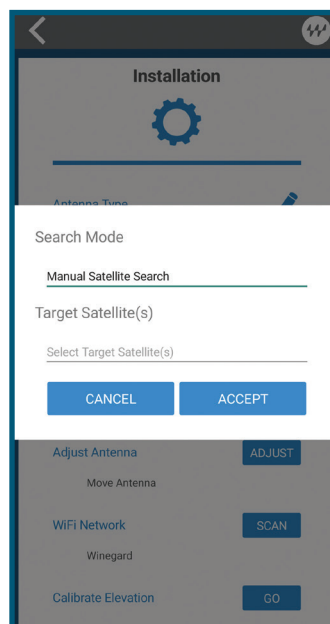 Installation
Antenna Type
Search Mode
Manual Satellite Search
Target Satellite(s)
Select Target Satellite(s)
CANCEL ACCEPT
Adjust Antenna ADJUST
Move Antenna
WiFi Network SCAN
Winegard
Calibrate Elevation GO